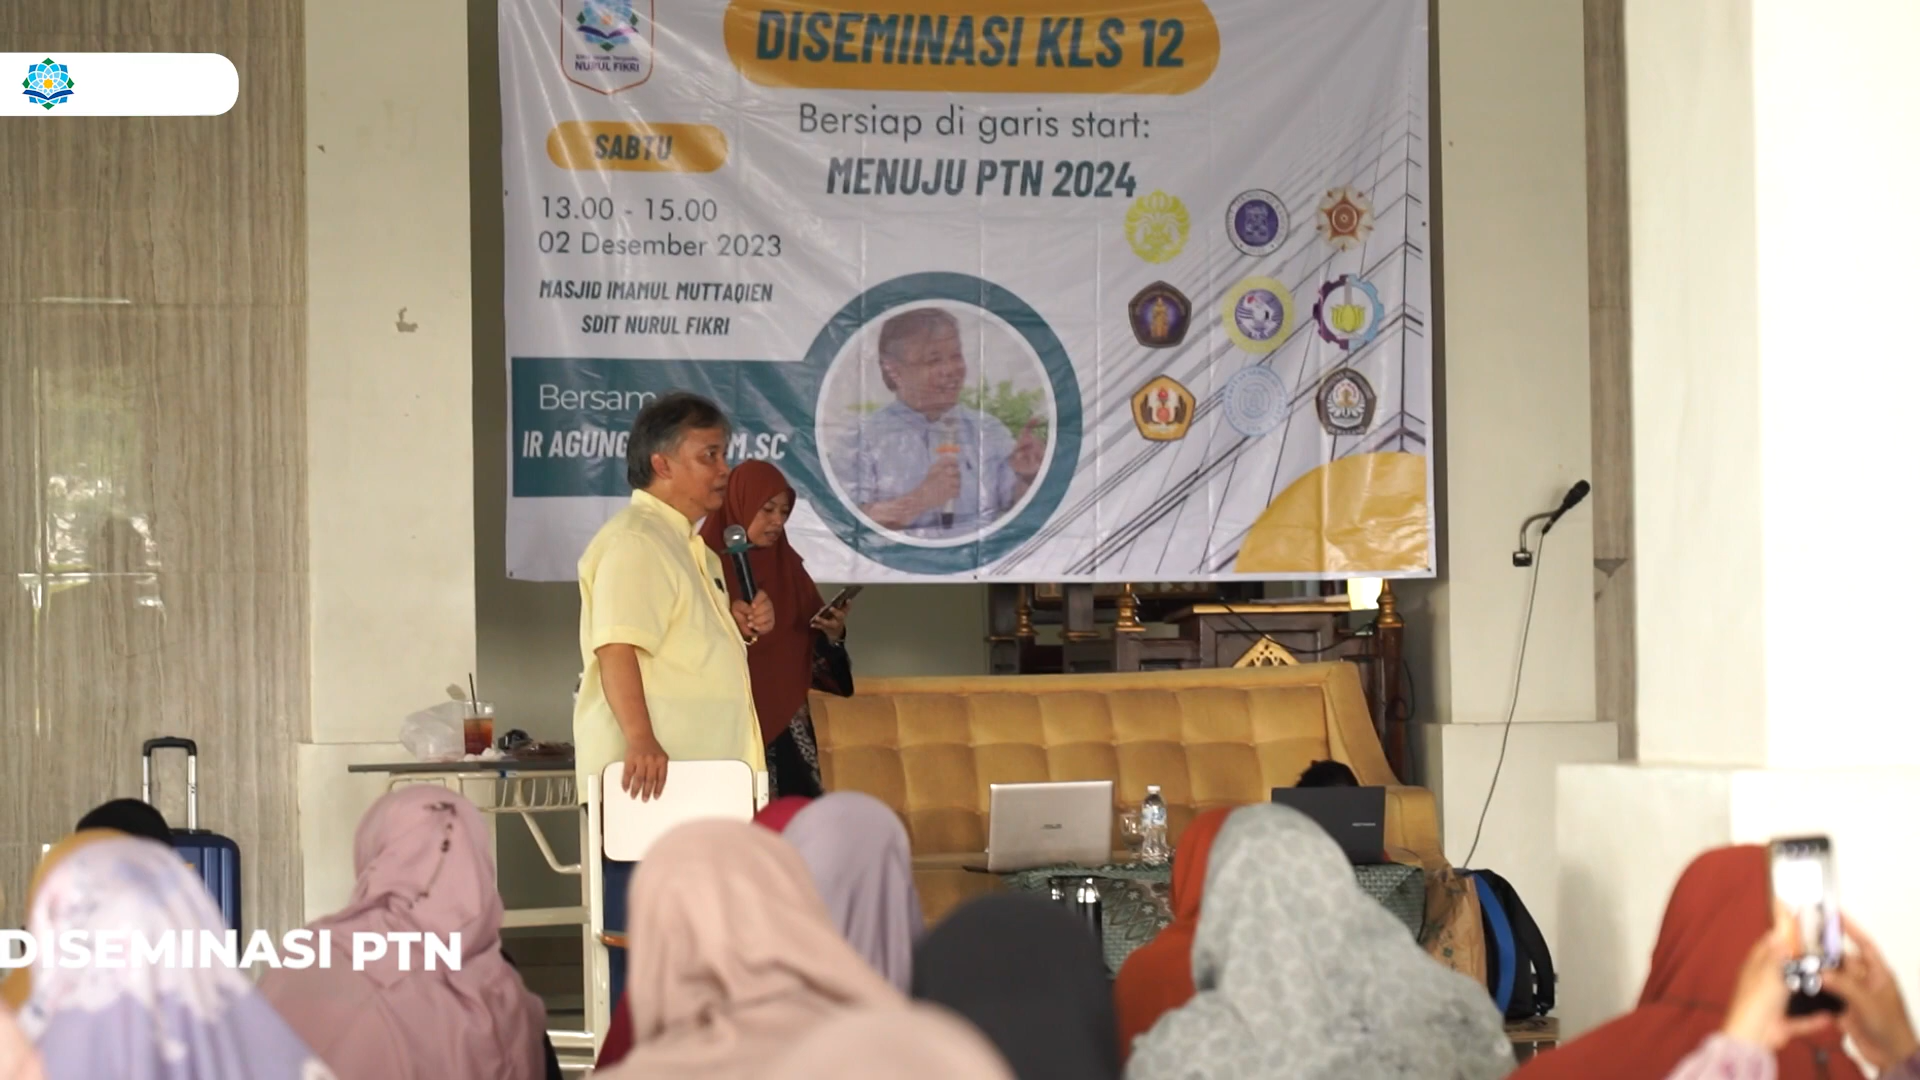 NURUL FIKRI
DISEMINASI KLS 12
Bersiap di garis start:
MENUJU PTN 2024
SABTU
13.00 - 15.00
02 Desember 2023
MASJID IMAMUL MUTTAQIEN
SDIT NURUL FIKRI
Bersam
IR AGUNG M.SC
DISEMINASI PTN